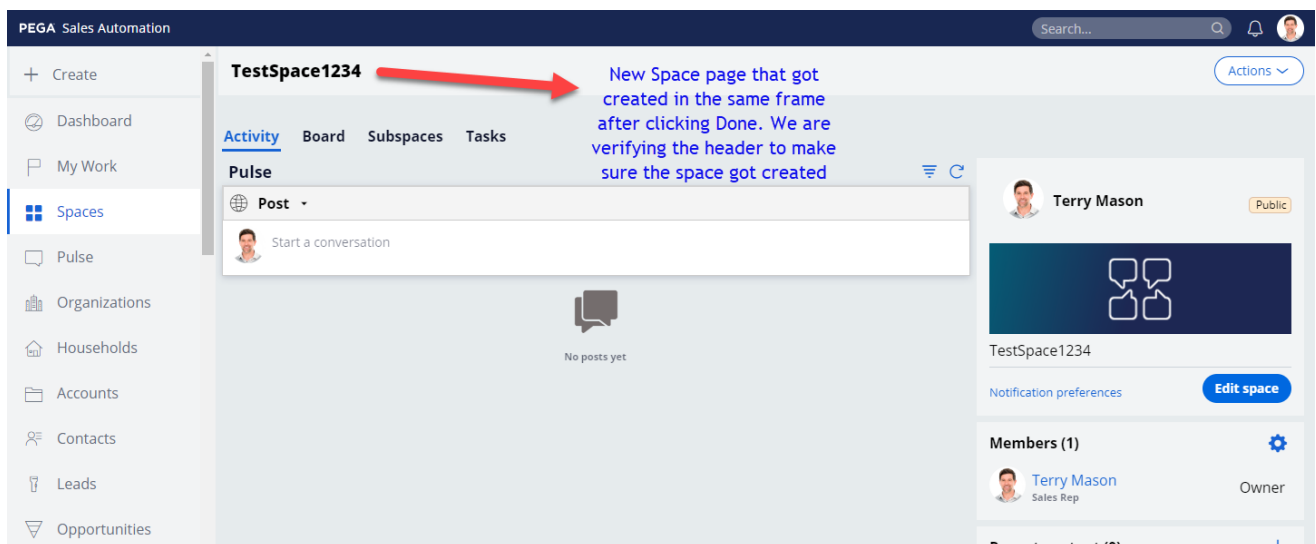 PEGA Sales Automation
Search...
Create
Dashboard
My Work
Spaces
Pulse
Organizations
Households
Accounts
Contacts
Leads
Opportunities
TestSpace1234
New Space page that got
created in the same frame
after clicking Done. We are
verifying the header to make
sure the space got created
Actions
Activity Board Subspaces Tasks
Pulse
Post
Start a conversation
No posts yet
Terry Mason
Public
TestSpace1234
Notification preferences
Edit space
Members (1)
Terry Mason
Sales Rep
Owner